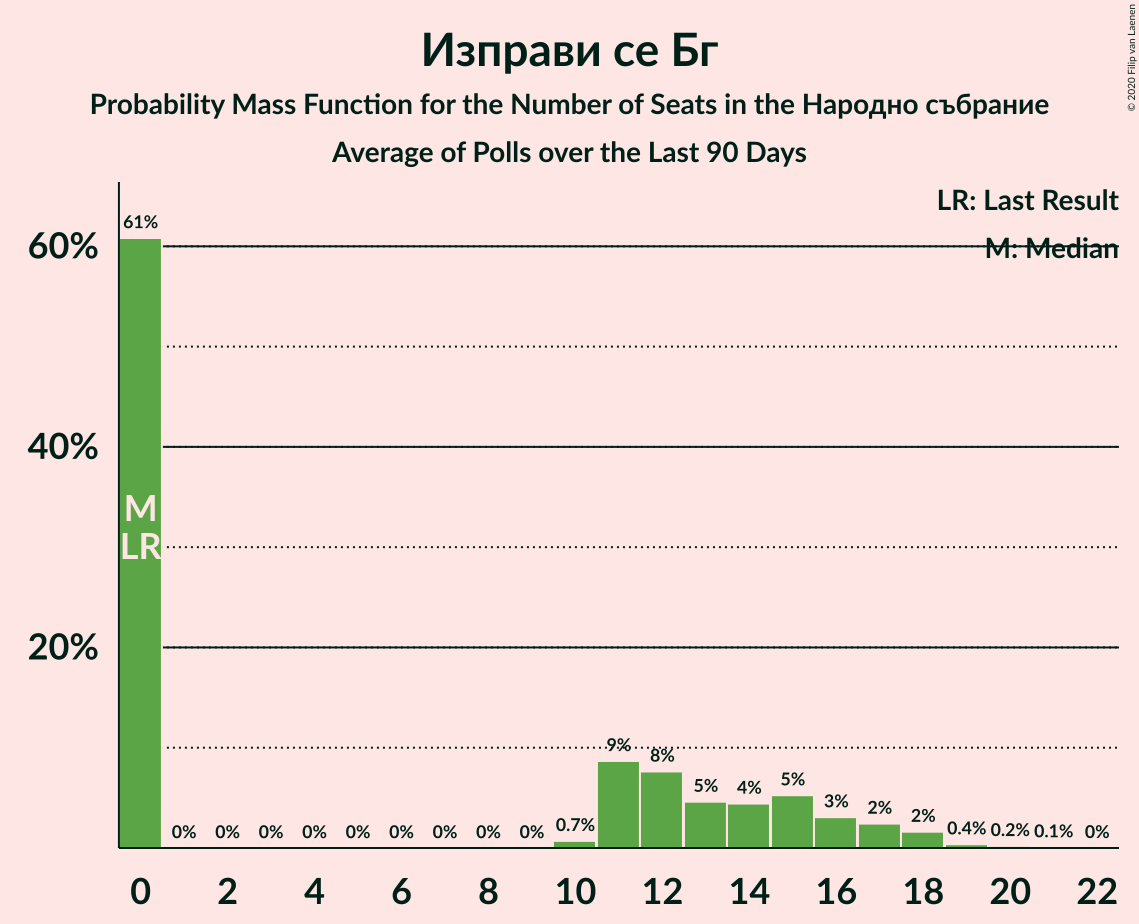 Изправи се Бг
Probability Mass Function for the Number of Seats in the Народно събрание
Average of Polls over the Last 90 Days
© 2020 Filip van Laenen
LR: Last Result
M: Median
60%
40%
20%
61%
M
LR
0% 0% 0% 0% 0% 0% 0% 0% 0% 0.7% 9% 8% 5% 4% 5% 3% 2% 2% 0.4% 0.2% 0.1% 0%
0 2 4 6 8 10 12 14 16 18 20 22